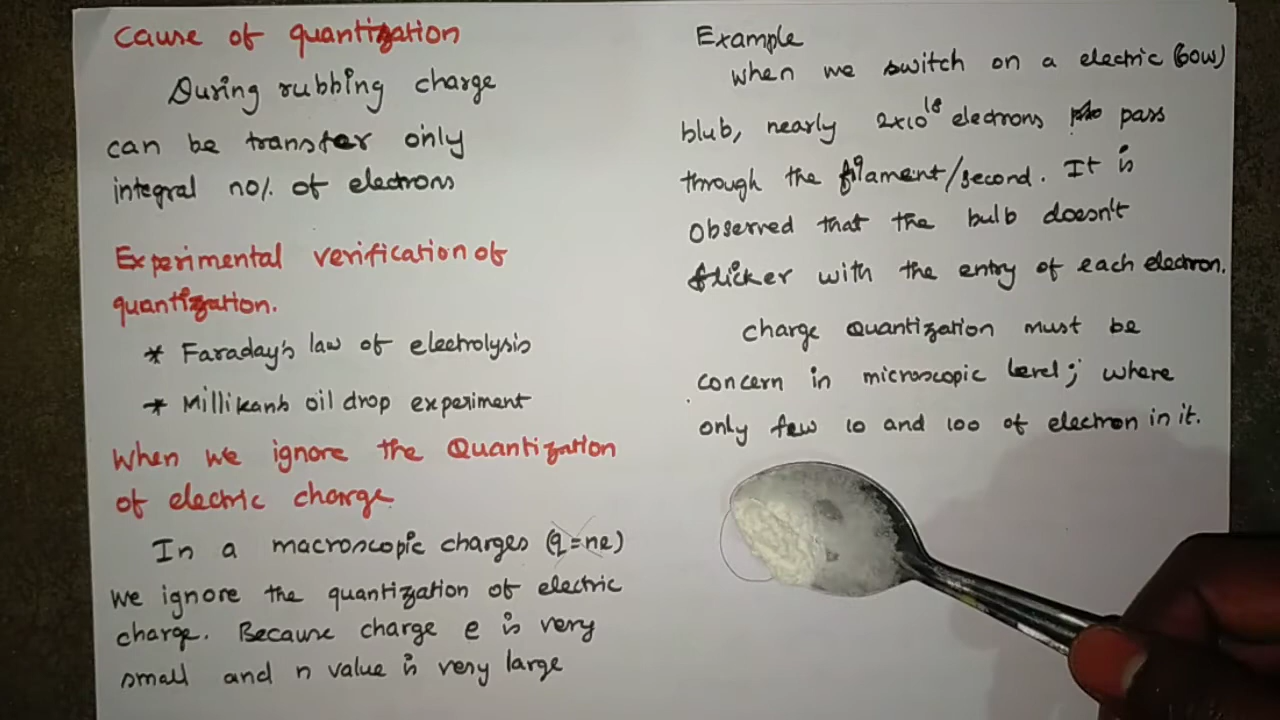 Cause of quantization
During rubbing charge
can be transfer only
integral no/. of electrons
Experimental verification of
quantization.
* Faraday's law of electrolysis
* Millikan's oil drop experiment
When we ignore the Quantization
of electric charge
In a macroscopic charges (q=ne)
we ignore the quantization of electric
charge. Because charge e is very
small and n value is very large
Example
When we switch on a electric (60W)
blub, nearly 2x10^18 electrons pass
through the filament/second. It is
observed that the bulb doesn't
flicker with the entry of each electron.
charge Quantization must be
concern in microscopic level; where
only few 10 and 100 of electron in it.